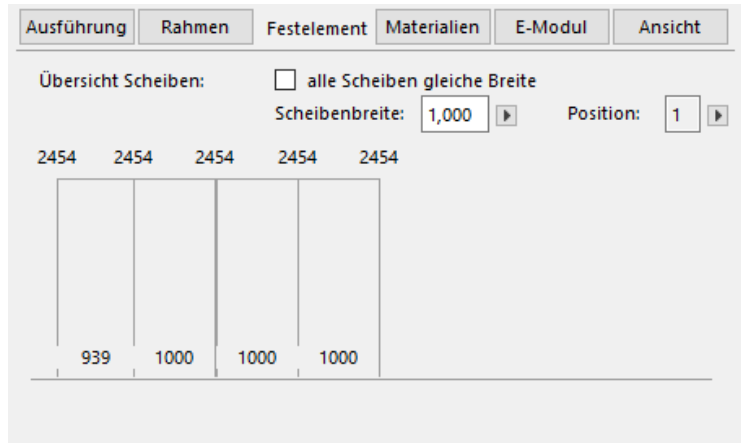 Ausführung Rahmen Festelement Materialien E-Modul Ansicht
Übersicht Scheiben: alle Scheiben gleiche Breite
Scheibenbreite: 1,000 Position: 1
2454 2454 2454 2454 2454
939 1000 1000 1000